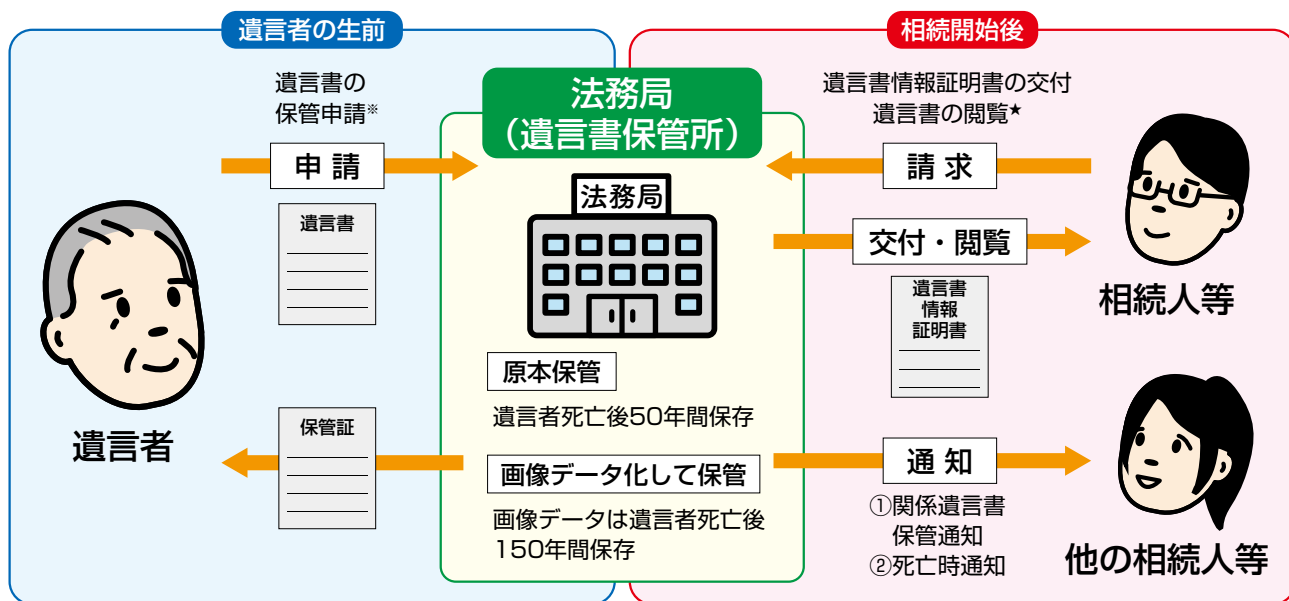 遺言者の生前
遺言書の
保管申請※
申請
遺言書
遺言者
保管証
法務局
（遺言書保管所）
法務局
原本保管
遺言者死亡後50年間保存
画像データ化して保管
画像データは遺言者死亡後
150年間保存
相続開始後
遺言書情報証明書の交付
遺言書の閲覧★
請求
交付・閲覧
遺言書
情報
証明書
相続人等
通知
①関係遺言書
保管通知
②死亡時通知
他の相続人等